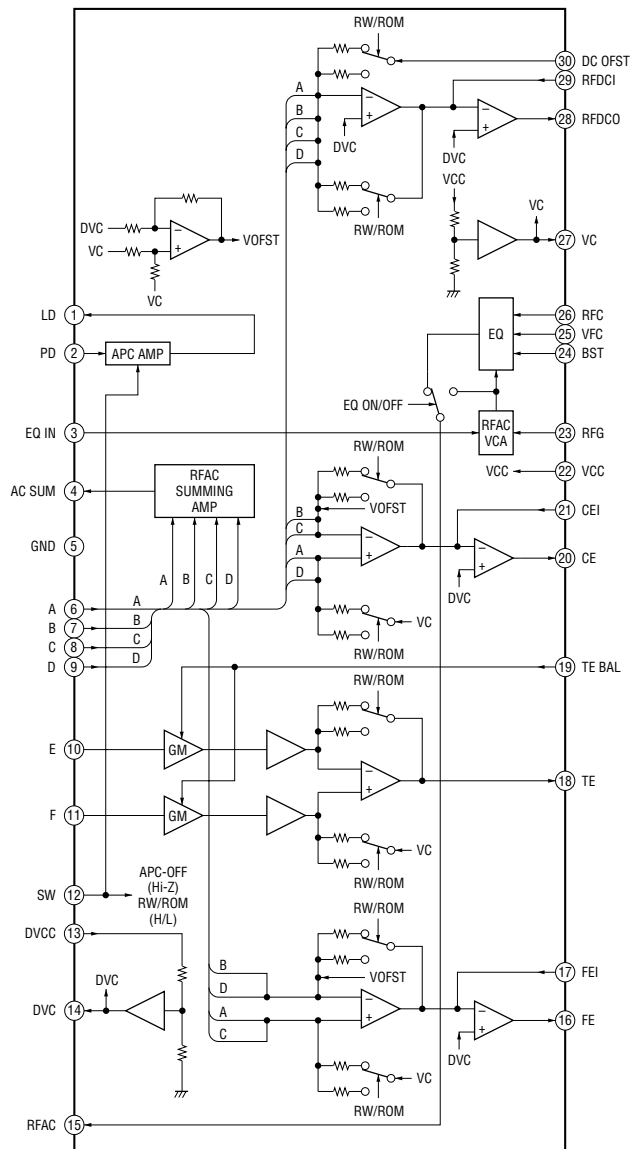 RW/ROM
30 DC OFST
29 RFDCI
A
B
DVC
28 RFDCO
C
DVC
D
VCC
VC
DVC
VOFST
RW/ROM
27 VC
VC
VC
LD 1
26 RFC
PD 2
APC AMP
EQ
25 VFC
24 BST
EQ ON/OFF
EQ IN 3
RFAC
VCA
23 RFG
RW/ROM
VCC
22 VCC
AC SUM 4
RFAC
SUMMING
AMP
21 CEI
VOFST
B
C
GND 5
A
20 CE
D
DVC
A
B
C
D
A 6
A
B 7
B
VC
C 8
C
RW/ROM
D 9
D
19 TE BAL
RW/ROM
E 10
GM
18 TE
F 11
GM
VC
RW/ROM
SW 12
APC-OFF
(Hi-Z)
RW/ROM
(H/L)
DVCC 13
RW/ROM
B
17 FEI
VOFST
DVC
D
DVC 14
A
16 FE
C
DVC
VC
RW/ROM
RFAC 15